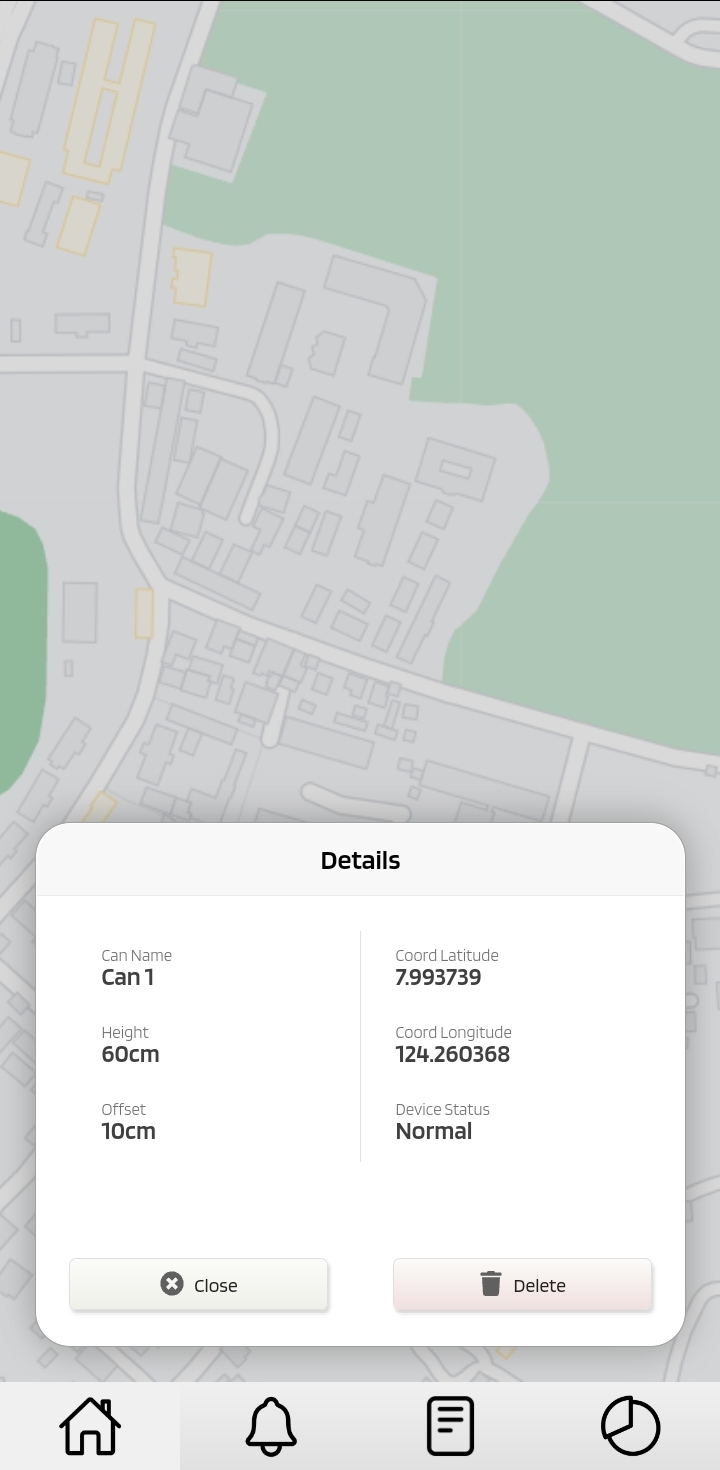 Details
Can Name
Can 1
Height
60cm
Offset
10cm
Coord Latitude
7.993739
Coord Longitude
124.260368
Device Status
Normal
Close
Delete